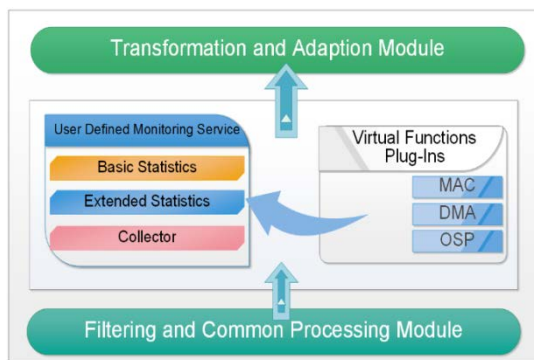 Transformation and Adaption Module
User Defined Monitoring Service
Basic Statistics
Extended Statistics
Collector
Virtual Functions
Plug-Ins
MAC
DMA
OSP
Filtering and Common Processing Module